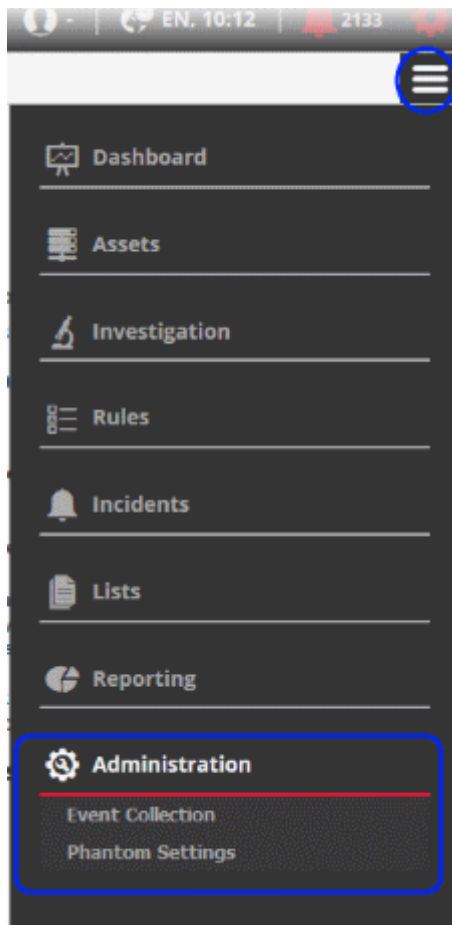 - | EN, 10:12 | 2133
Dashboard
Assets
Investigation
Rules
Incidents
Lists
Reporting
Administration
Event Collection
Phantom Settings